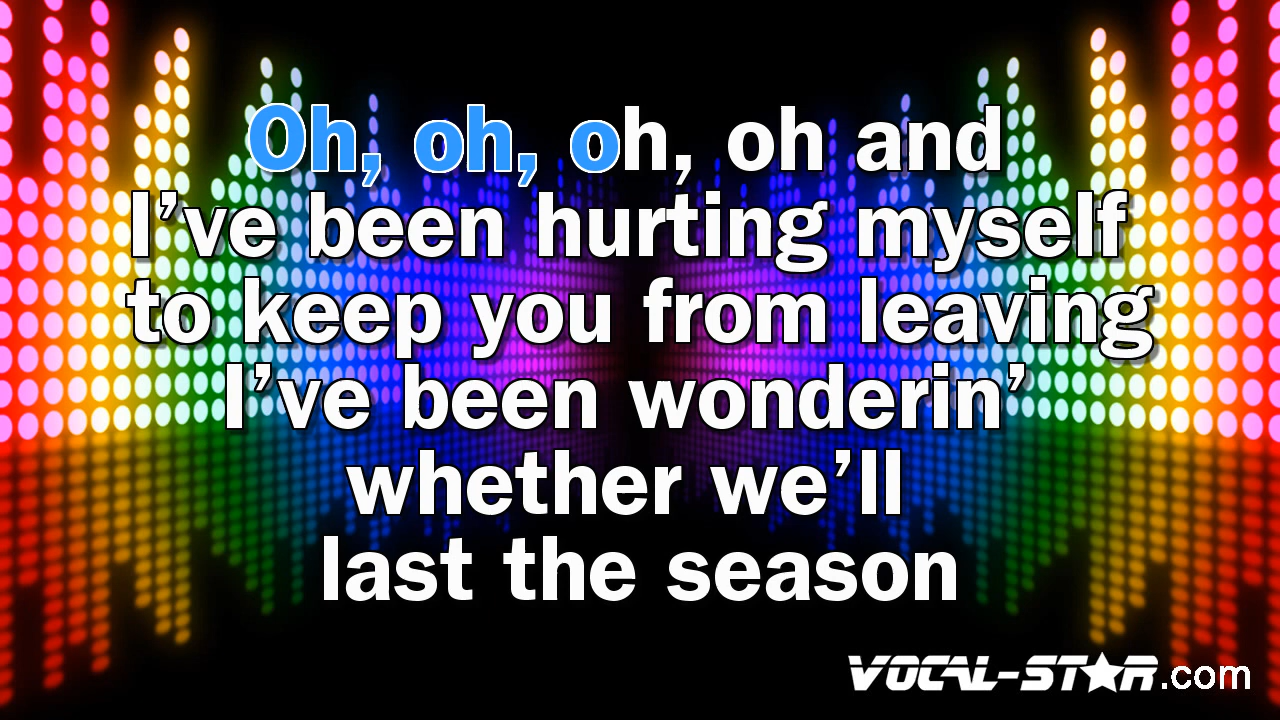 Oh, oh, oh, oh and
I’ve been hurting myself
to keep you from leaving
I’ve been wonderin’
whether we’ll
last the season
VOCAL-STAR.com